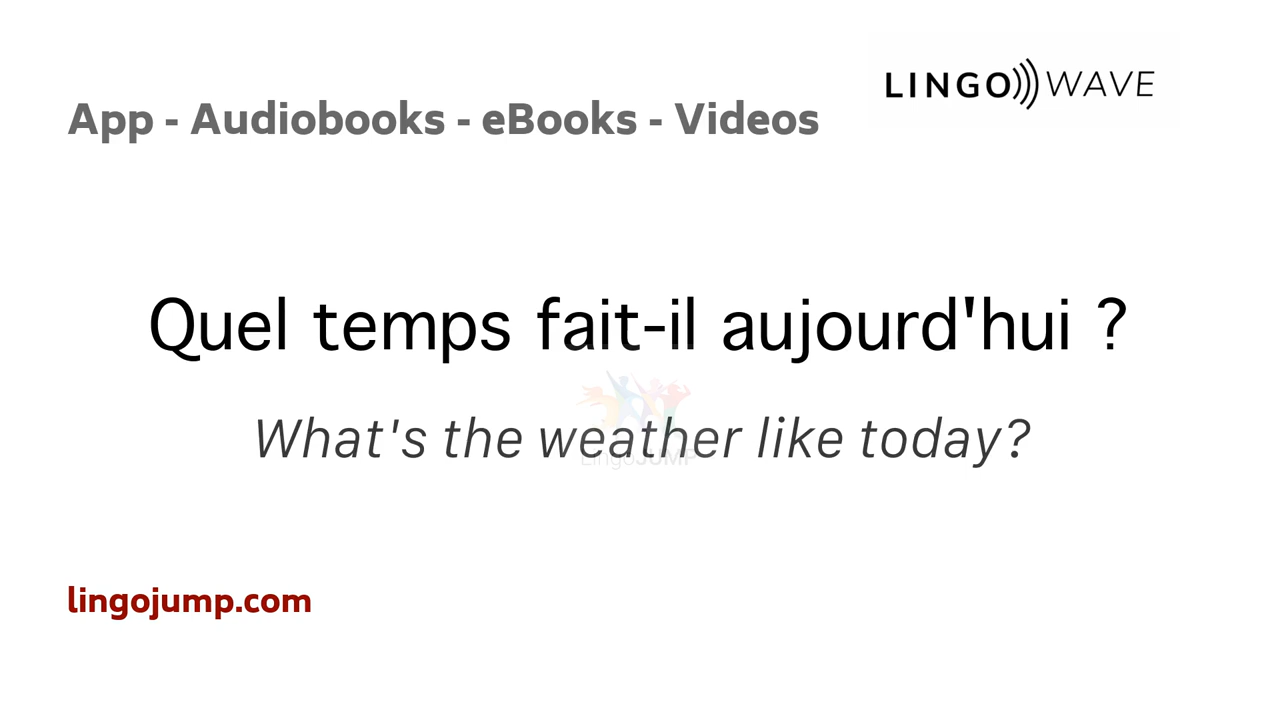 LINGO WAVE
App - Audiobooks - eBooks - Videos
Quel temps fait-il aujourd'hui ?
What's the weather like today?
LingoJUMP
lingojump.com